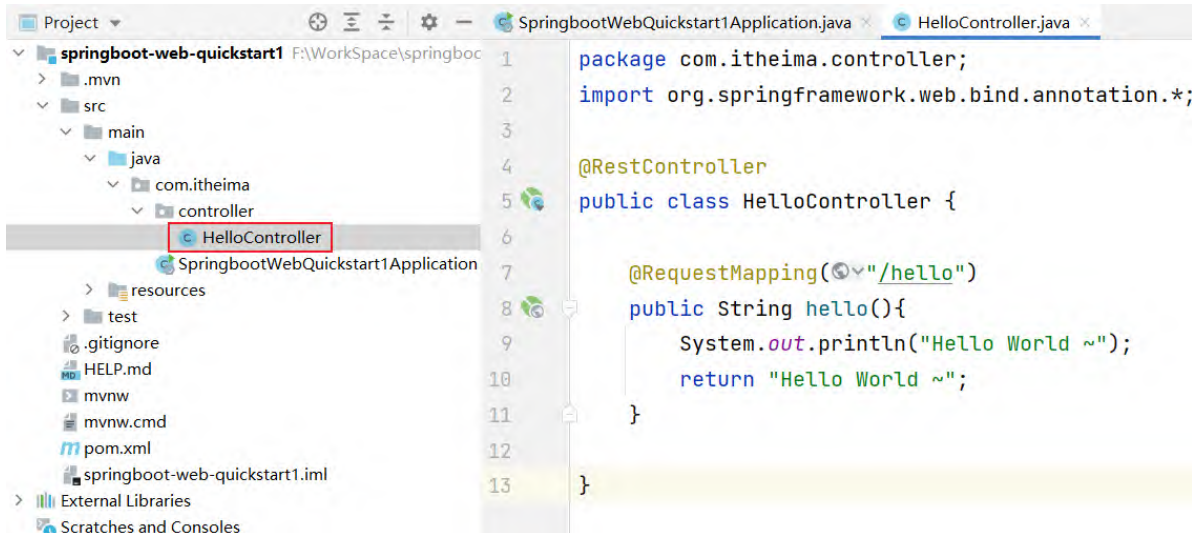 Project
springboot-web-quickstart1 F:\WorkSpace\springboc
.mvn
src
main
java
com.itheima
controller
HelloController
SpringbootWebQuickstart1Application
resources
test
.gitignore
HELP.md
mvnw
mvnw.cmd
pom.xml
springboot-web-quickstart1.iml
External Libraries
Scratches and Consoles
SpringbootWebQuickstart1Application.java HelloController.java
1 package com.itheima.controller;
2 import org.springframework.web.bind.annotation.*;
3
4 @RestController
5 public class HelloController {
6
7 @RequestMapping("/hello")
8 public String hello(){
9 System.out.println("Hello World ~");
10 return "Hello World ~";
11 }
12
13 }